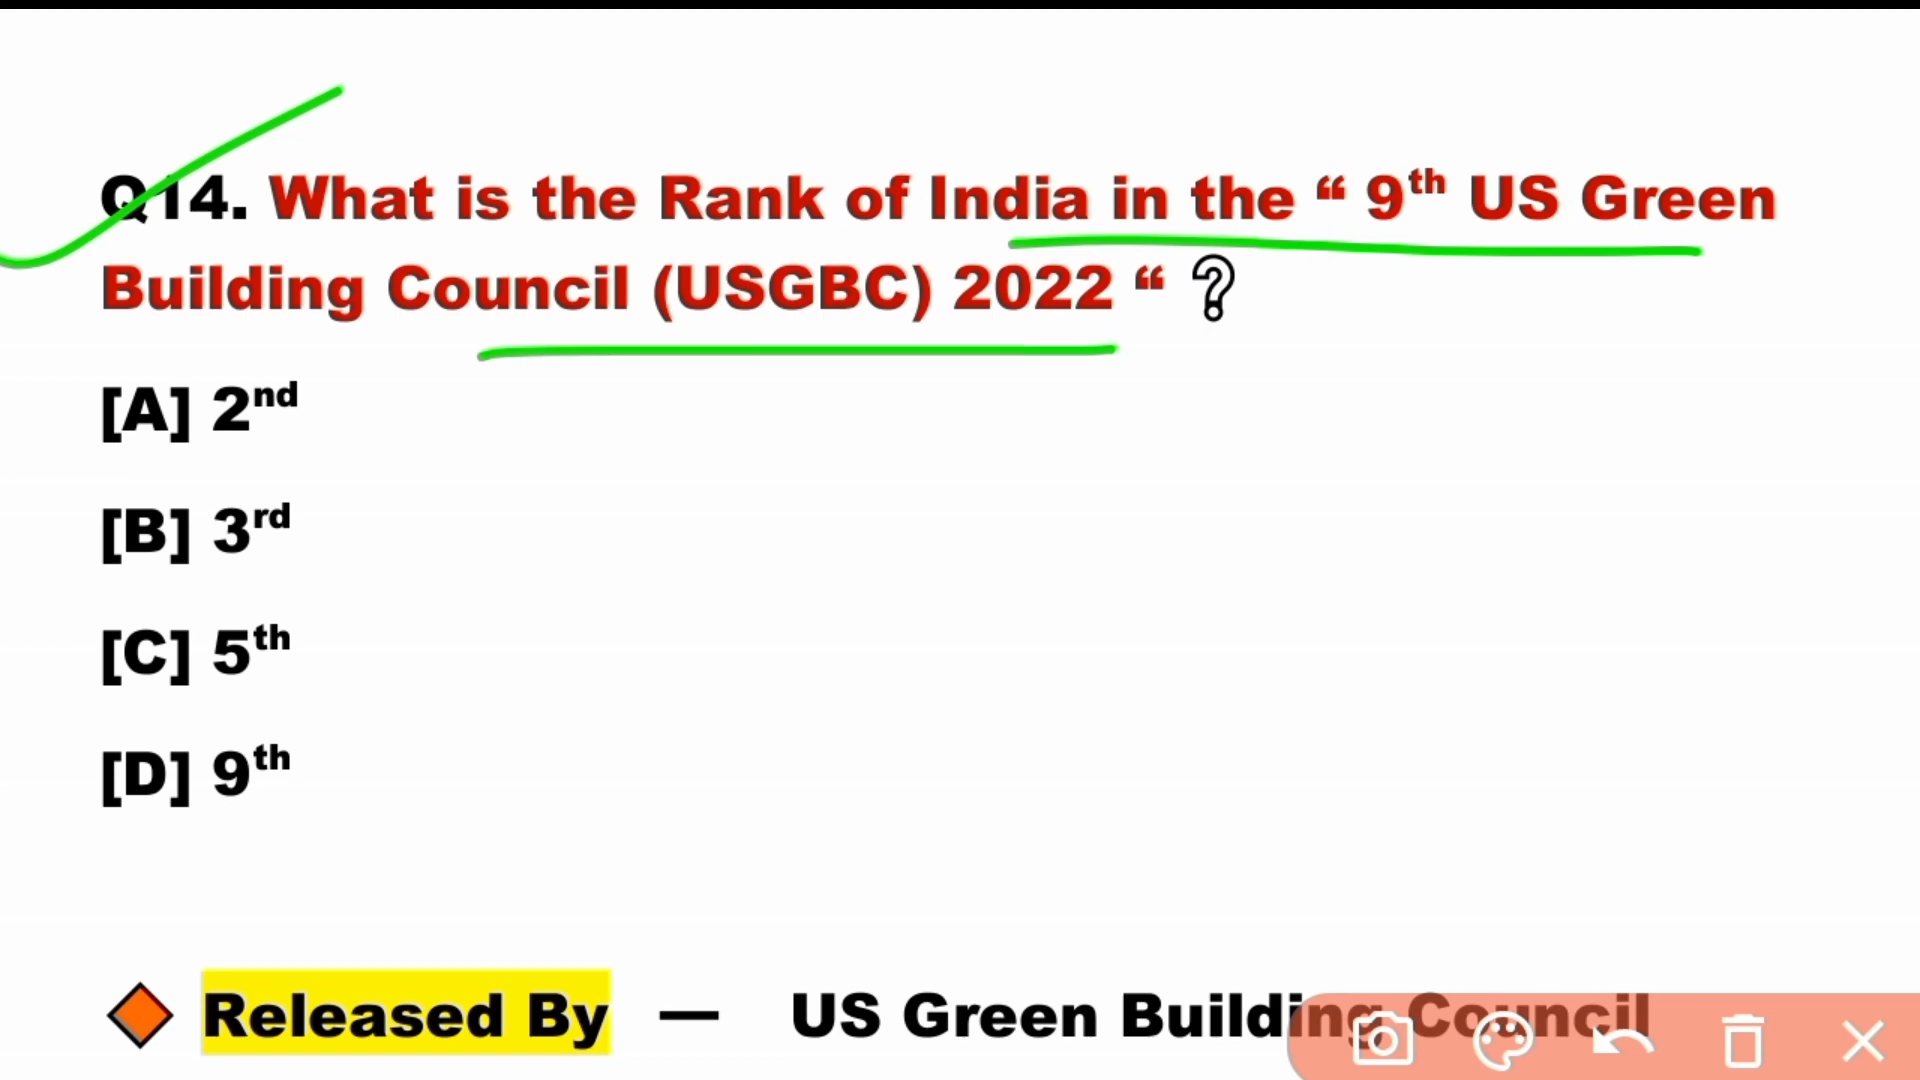 Q14. What is the Rank of India in the “ 9th US Green
Building Council (USGBC) 2022 “ ?
[A] 2nd
[B] 3rd
[C] 5th
[D] 9th
Released By — US Green Building Council